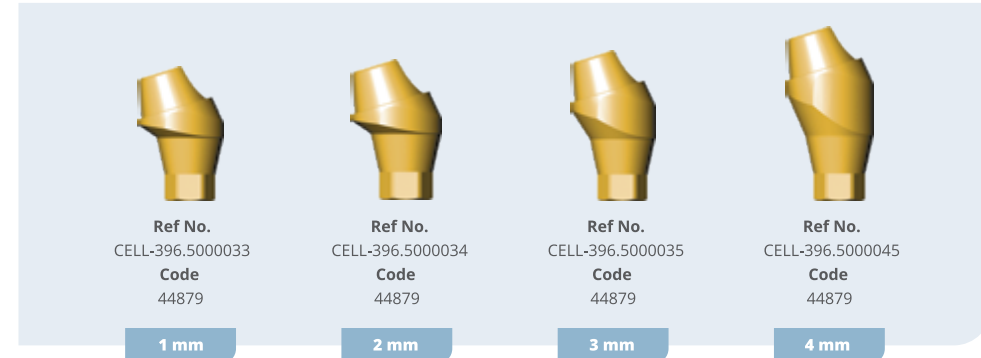 Ref No.
CELL-396.5000033
Code
44879
1 mm
Ref No.
CELL-396.5000034
Code
44879
2 mm
Ref No.
CELL-396.5000035
Code
44879
3 mm
Ref No.
CELL-396.5000045
Code
44879
4 mm